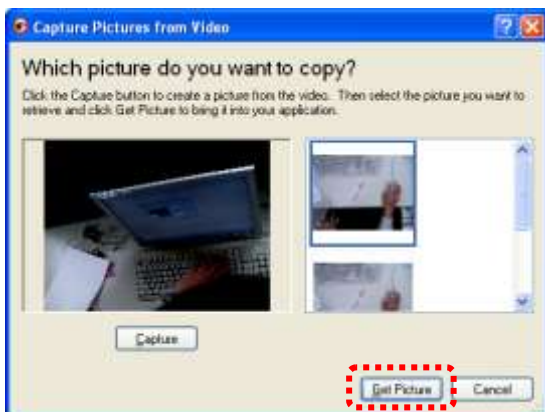 Capture Pictures from Video
Which picture do you want to copy?
Click the Capture button to create a picture from the video. Then select the picture you want to
retrieve and click Get Picture to bring it into your application.
Capture
Get Picture
Cancel